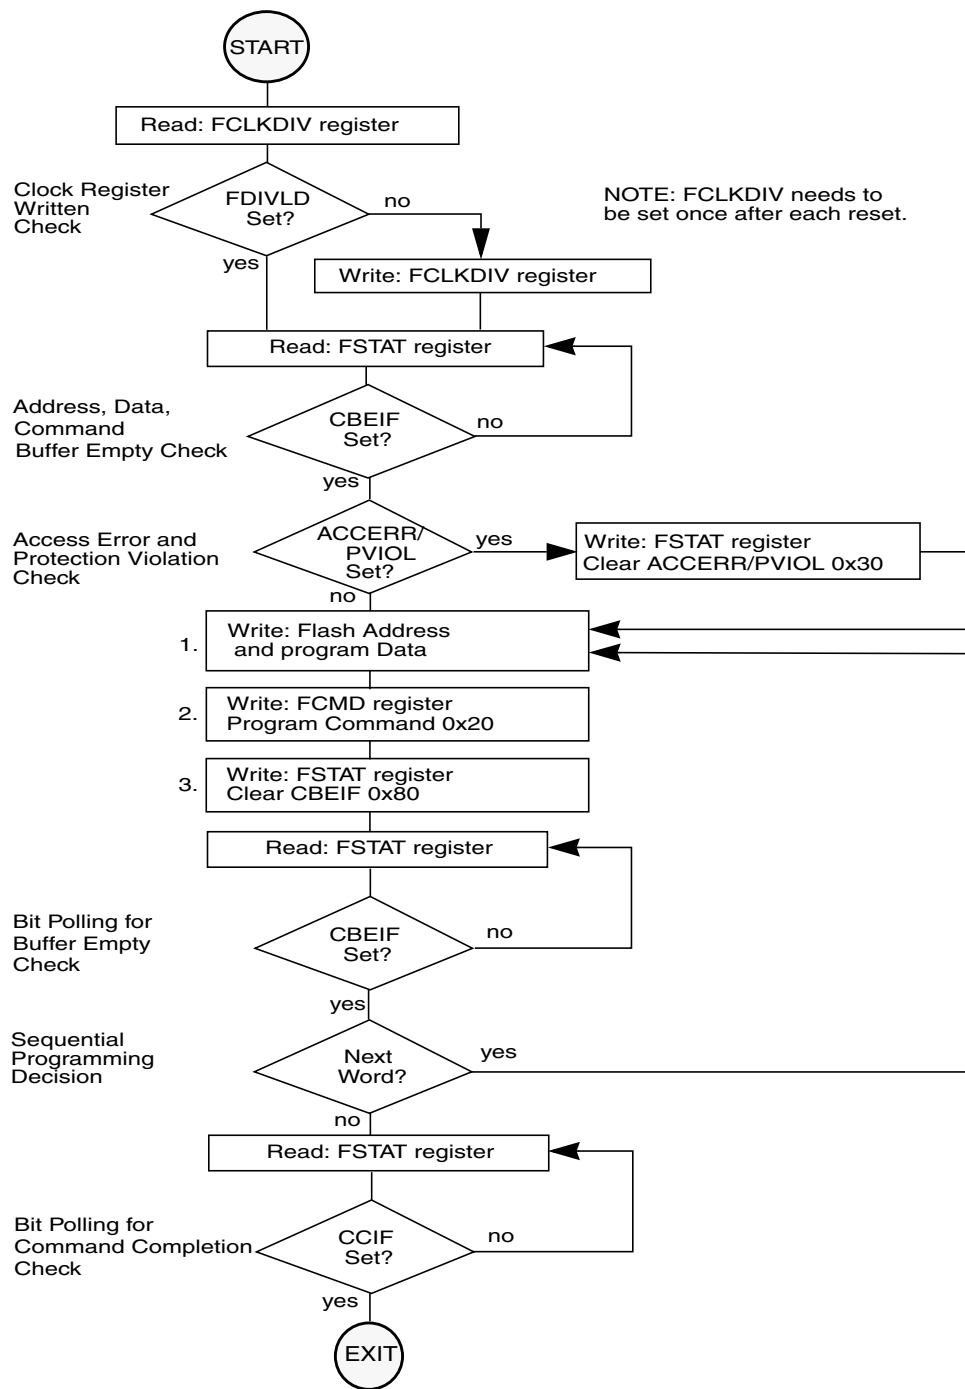 START
Read: FCLKDIV register
Clock Register
Written
Check
FDIVLD
Set?
no
yes
NOTE: FCLKDIV needs to
be set once after each reset.
Write: FCLKDIV register
Read: FSTAT register
Address, Data,
Command
Buffer Empty Check
CBEIF
Set?
no
yes
Access Error and
Protection Violation
Check
ACCERR/
PVIOL
Set?
yes
no
Write: FSTAT register
Clear ACCERR/PVIOL 0x30
1.
Write: Flash Address
and program Data
2.
Write: FCMD register
Program Command 0x20
3.
Write: FSTAT register
Clear CBEIF 0x80
Read: FSTAT register
Bit Polling for
Buffer Empty
Check
CBEIF
Set?
no
yes
Sequential
Programming
Decision
Next
Word?
yes
no
Read: FSTAT register
Bit Polling for
Command Completion
Check
CCIF
Set?
no
yes
EXIT